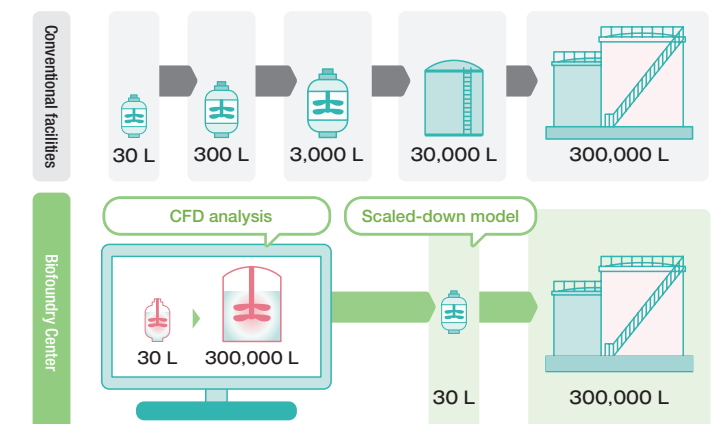 Conventional facilities
30 L
300 L
3,000 L
30,000 L
300,000 L
Biofoundry Center
CFD analysis
Scaled-down model
30 L
300,000 L
30 L
300,000 L